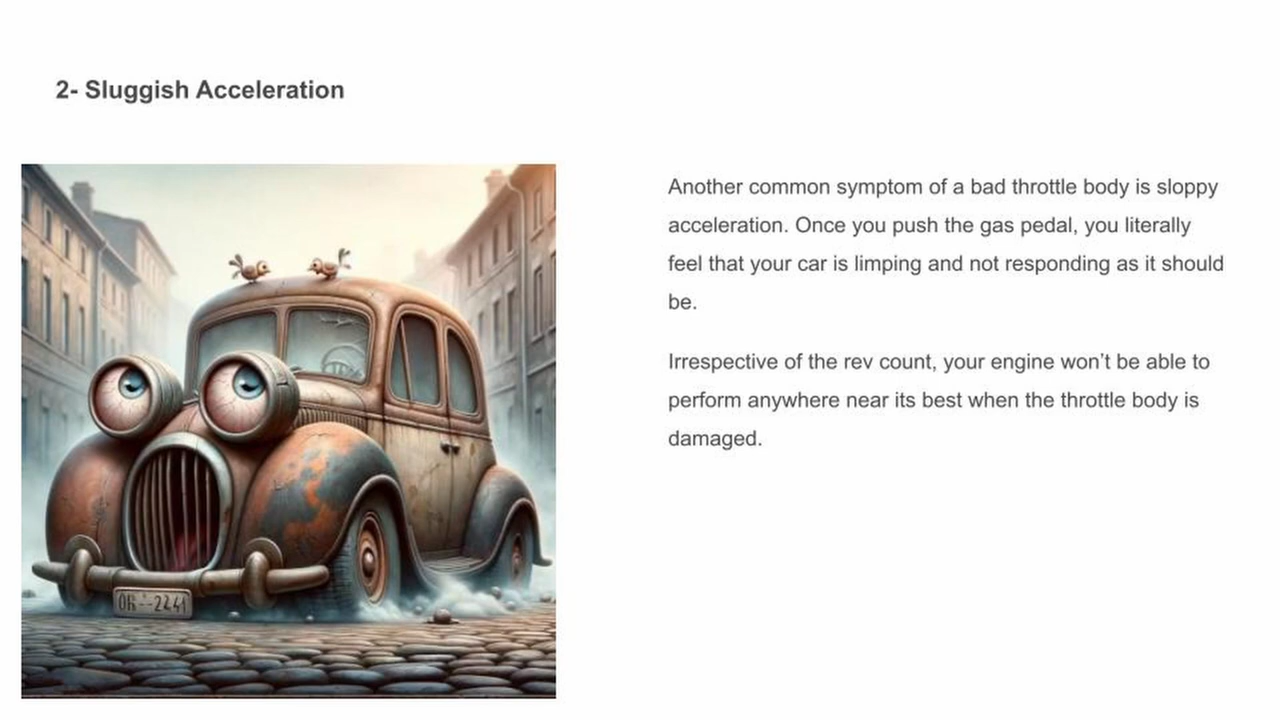 2- Sluggish Acceleration
Another common symptom of a bad throttle body is sloppy
acceleration. Once you push the gas pedal, you literally
feel that your car is limping and not responding as it should
be.
Irrespective of the rev count, your engine won’t be able to
perform anywhere near its best when the throttle body is
damaged.